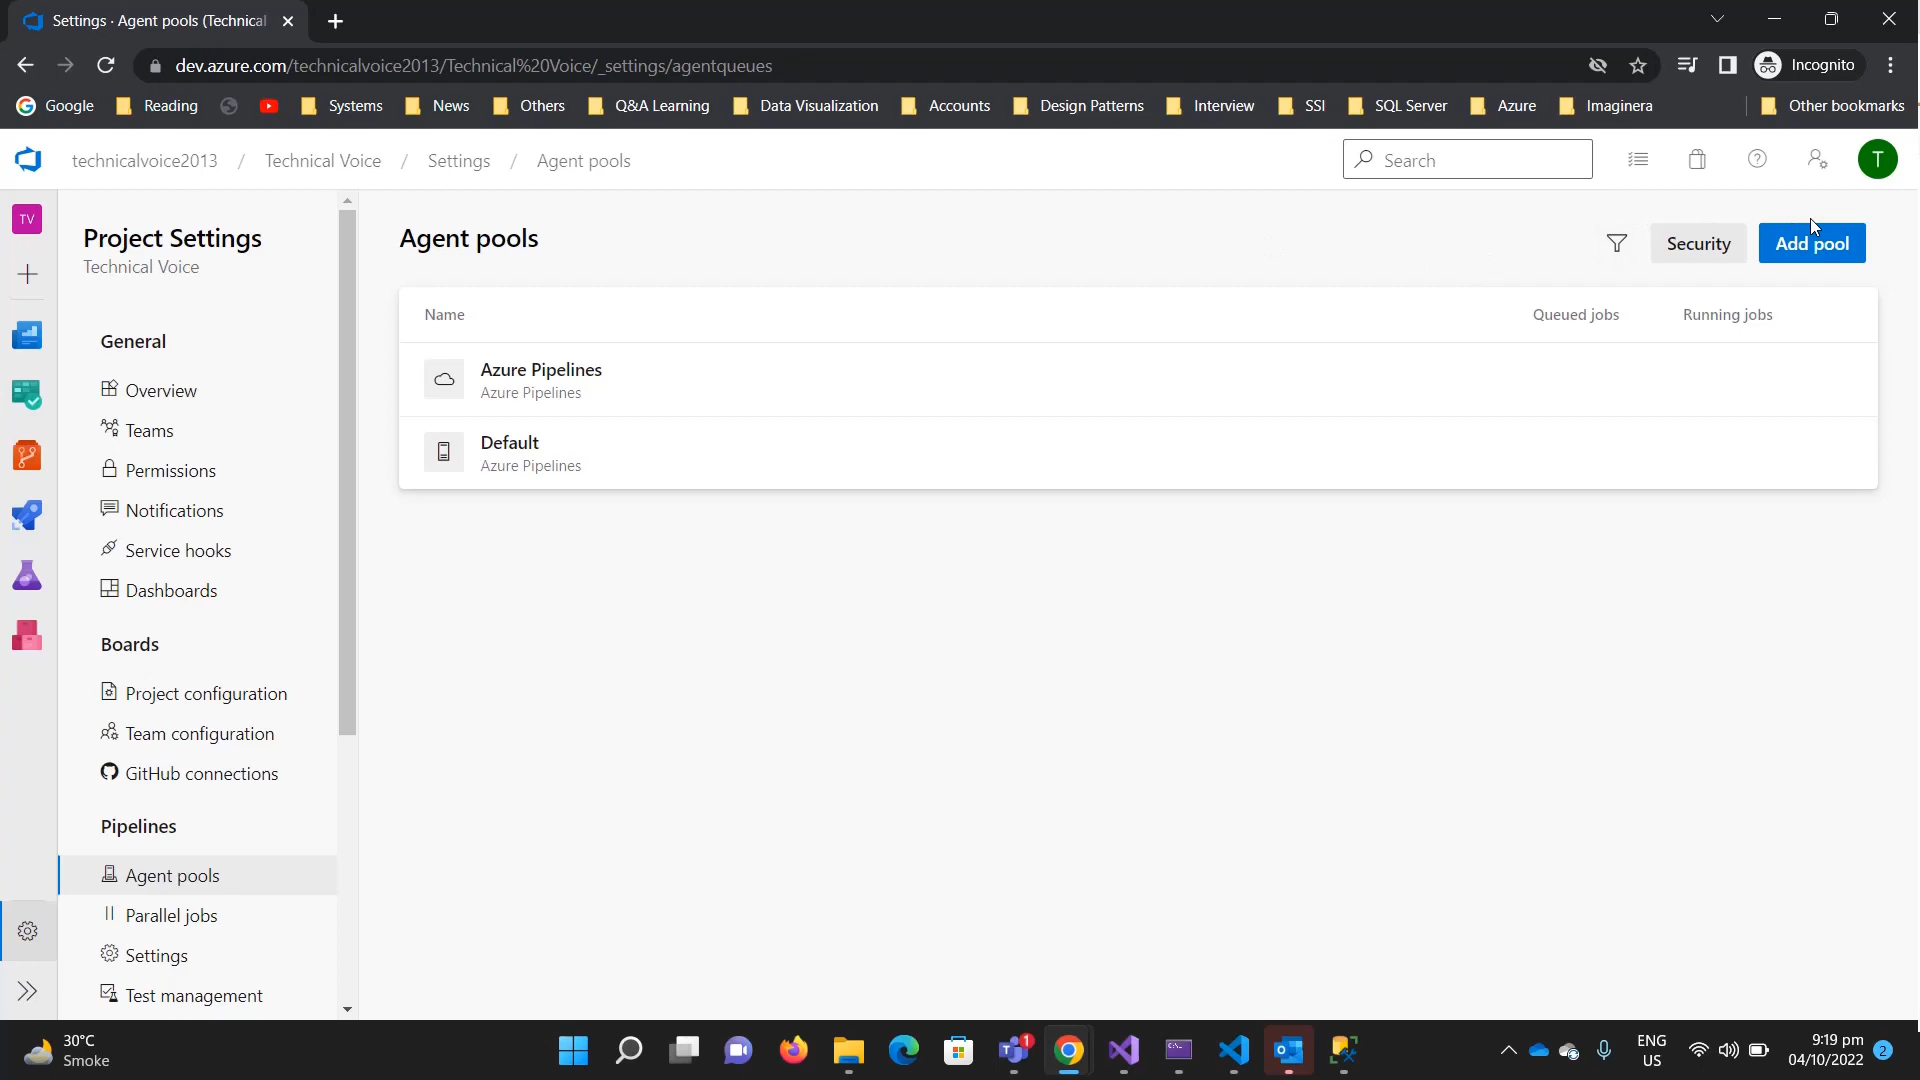 Settings · Agent pools (Technical
dev.azure.com/technicalvoice2013/Technical%20Voice/_settings/agentqueues
Incognito
Google
Reading
Systems
News
Others
Q&A Learning
Data Visualization
Accounts
Design Patterns
Interview
SSI
SQL Server
Azure
Imaginera
Other bookmarks
technicalvoice2013 / Technical Voice / Settings / Agent pools
Search
T
TV
Project Settings
Technical Voice
General
Overview
Teams
Permissions
Notifications
Service hooks
Dashboards
Boards
Project configuration
Team configuration
GitHub connections
Pipelines
Agent pools
Parallel jobs
Settings
Test management
Agent pools
Security
Add pool
Name
Queued jobs
Running jobs
Azure Pipelines
Azure Pipelines
Default
Azure Pipelines
30°C
Smoke
1
ENG
US
9:19 pm
04/10/2022
2